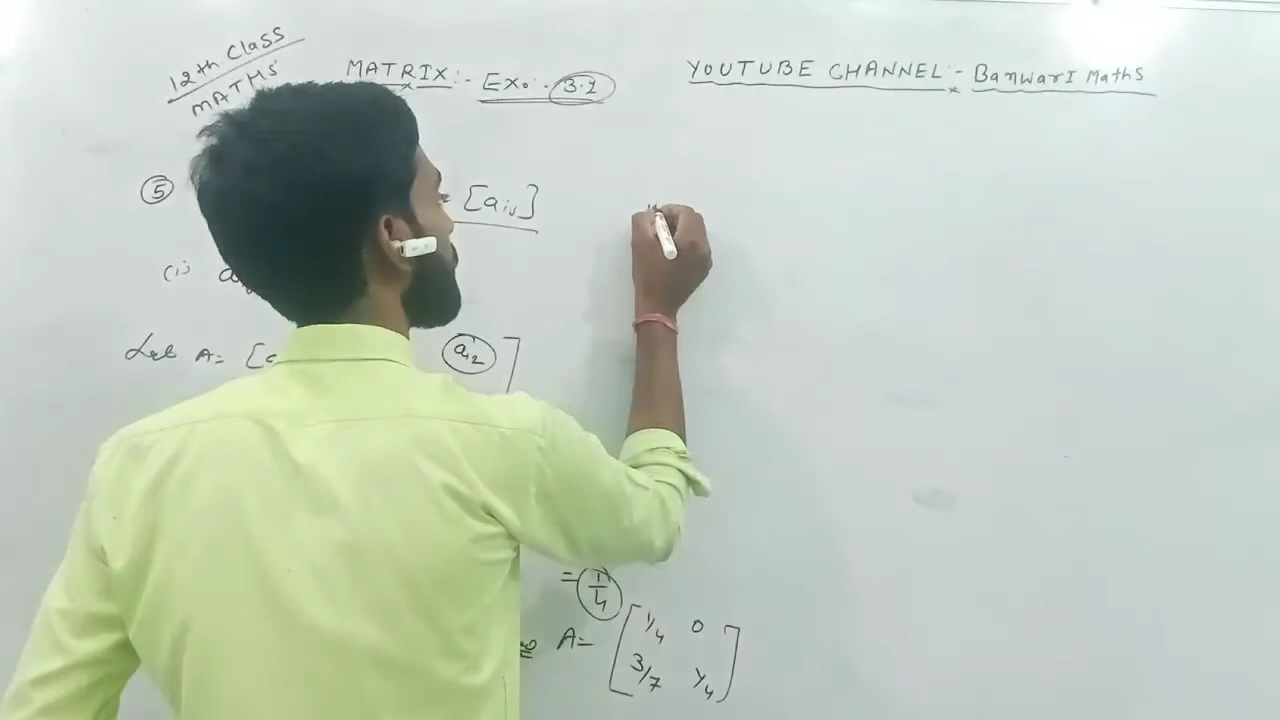 12th Class
MATHS
MATRIX:- Ex:- 3.1
YOUTUBE CHANNEL:- BanwarI MathS
5 [aij]
(i) a
Let A= [a a12 ]
= 1/4
A= [ 1/4 0
3/7 1/4 ]